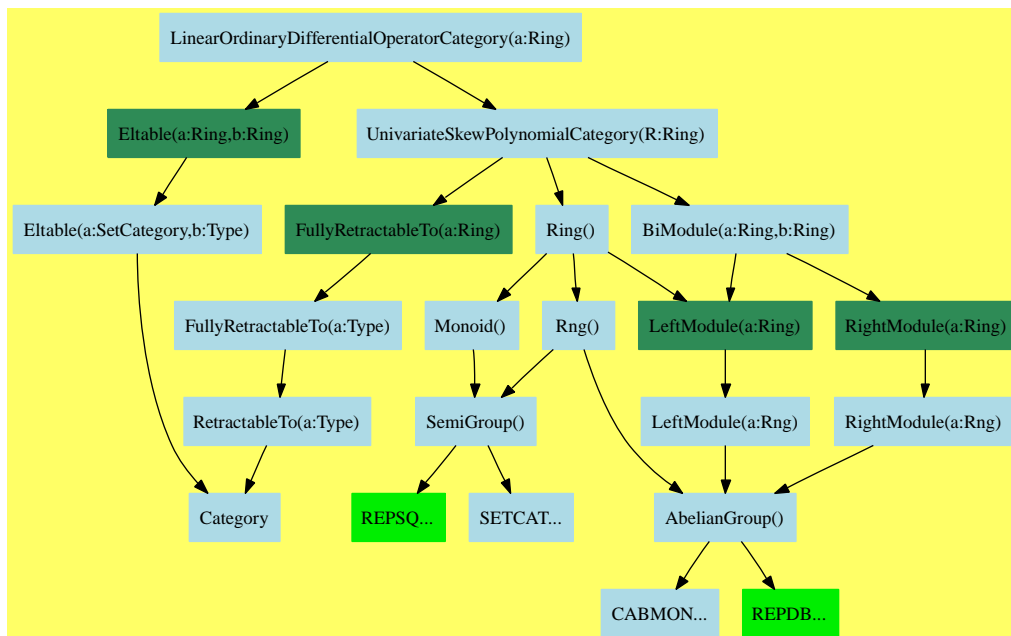 LinearOrdinaryDifferentialOperatorCategory(a:Ring)
Eltable(a:Ring,b:Ring)
UnivariateSkewPolynomialCategory(R:Ring)
Eltable(a:SetCategory,b:Type)
FullyRetractableTo(a:Ring)
Ring()
BiModule(a:Ring,b:Ring)
FullyRetractableTo(a:Type)
Monoid()
Rng()
LeftModule(a:Ring)
RightModule(a:Ring)
RetractableTo(a:Type)
SemiGroup()
LeftModule(a:Rng)
RightModule(a:Rng)
Category
REPSQ...
SETCAT...
AbelianGroup()
CABMON...
REPDB...